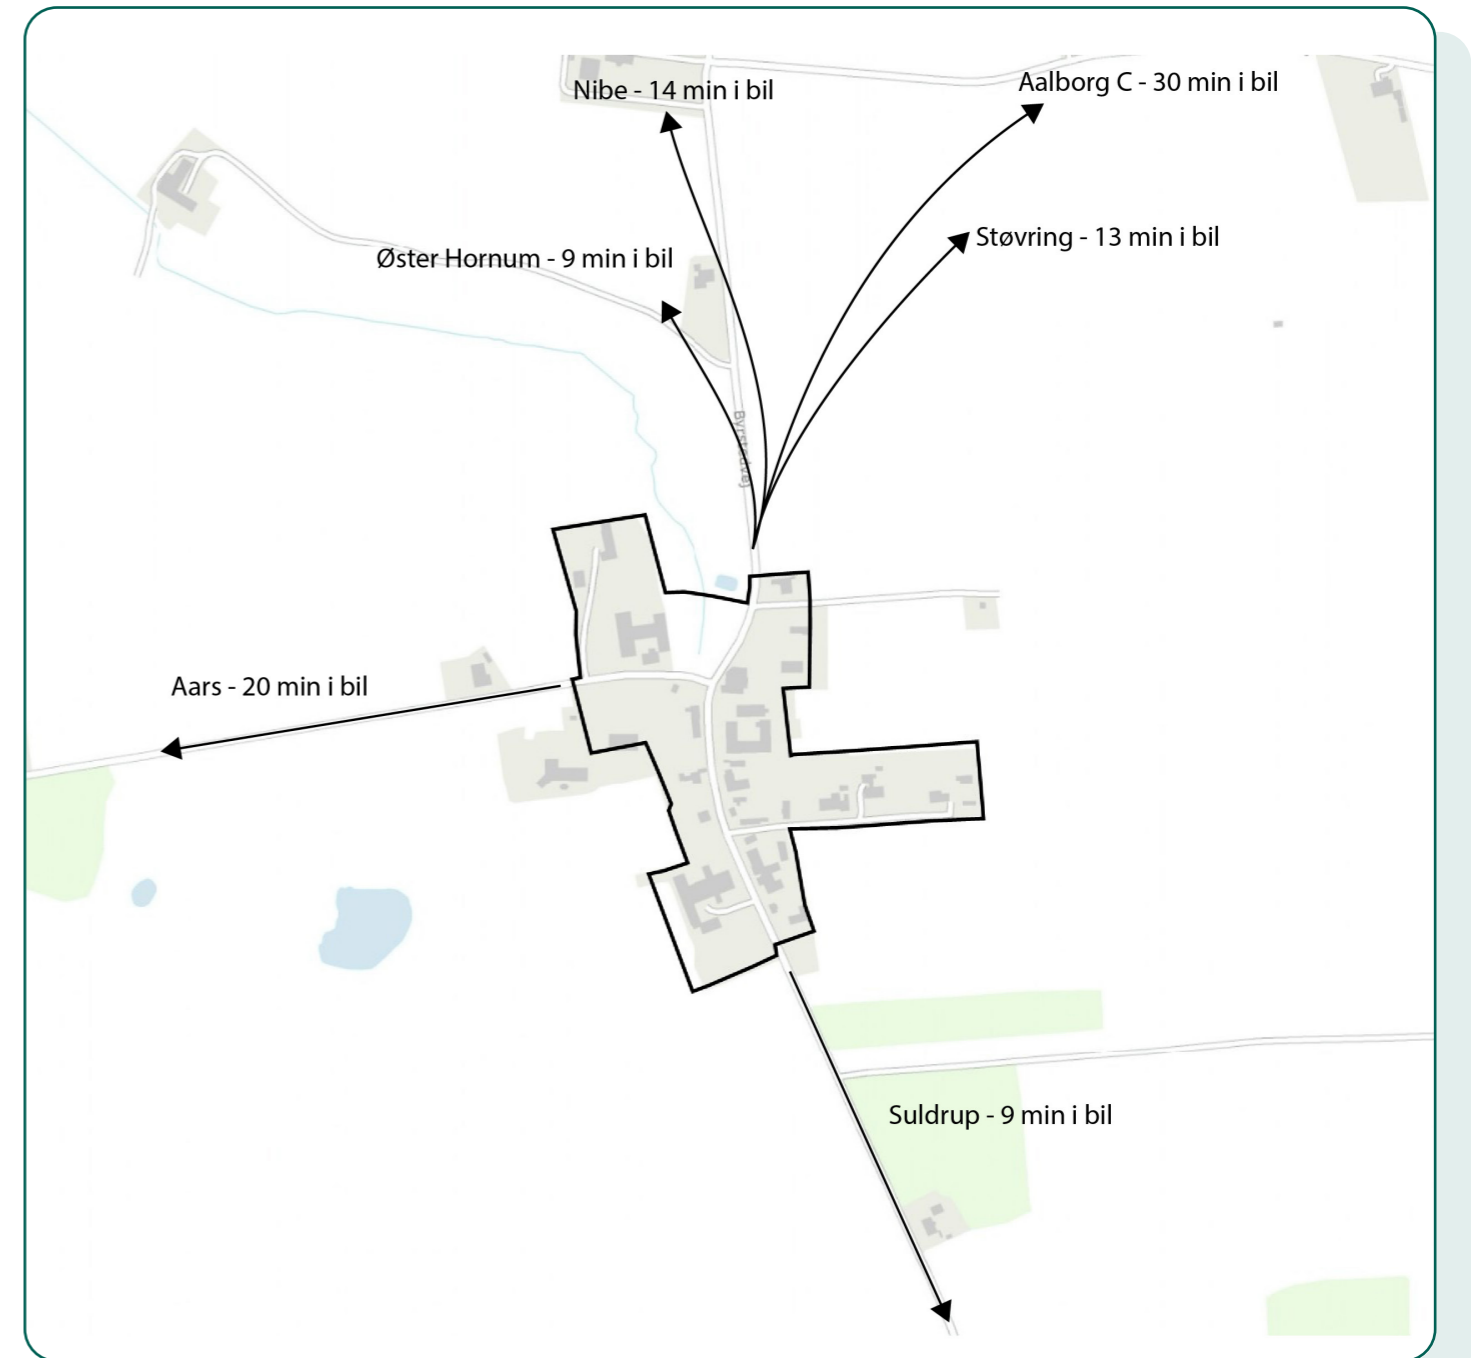 Nibe - 14 min i bil
Aalborg C - 30 min i bil
Støvring - 13 min i bil
Øster Hornum - 9 min i bil
Byrstedvej
Aars - 20 min i bil
Suldrup - 9 min i bil